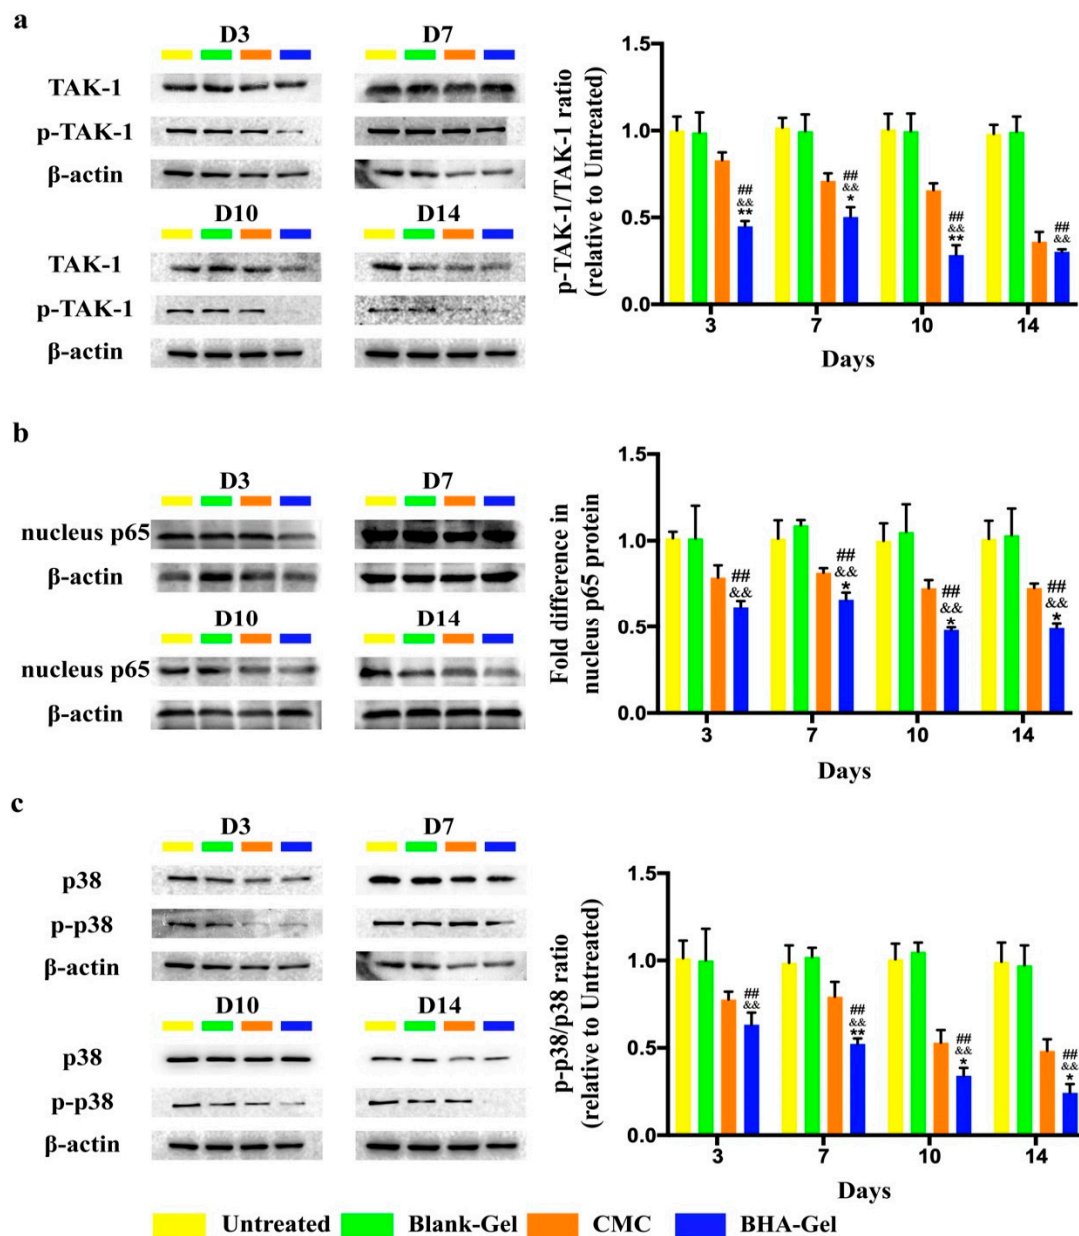 a
D3
D7
TAK-1
p-TAK-1
β-actin
D10
D14
TAK-1
p-TAK-1
β-actin
p-TAK-1/TAK-1 ratio
(relative to Untreated)
1.5
1.0
0.5
0.0
##
&&
**
##
&&
*
##
&&
**
##
&&
3 7 10 14
Days
b
D3
D7
nucleus p65
β-actin
D10
D14
nucleus p65
β-actin
Fold difference in
nucleus p65 protein
1.5
1.0
0.5
0.0
##
&&
##
&&
*
##
&&
*
##
&&
*
3 7 10 14
Days
c
D3
D7
p38
p-p38
β-actin
D10
D14
p38
p-p38
β-actin
p-p38/p38 ratio
(relative to Untreated)
1.5
1.0
0.5
0.0
##
&&
##
&&
**
##
&&
*
##
&&
*
3 7 10 14
Days
Untreated Blank-Gel CMC BHA-Gel